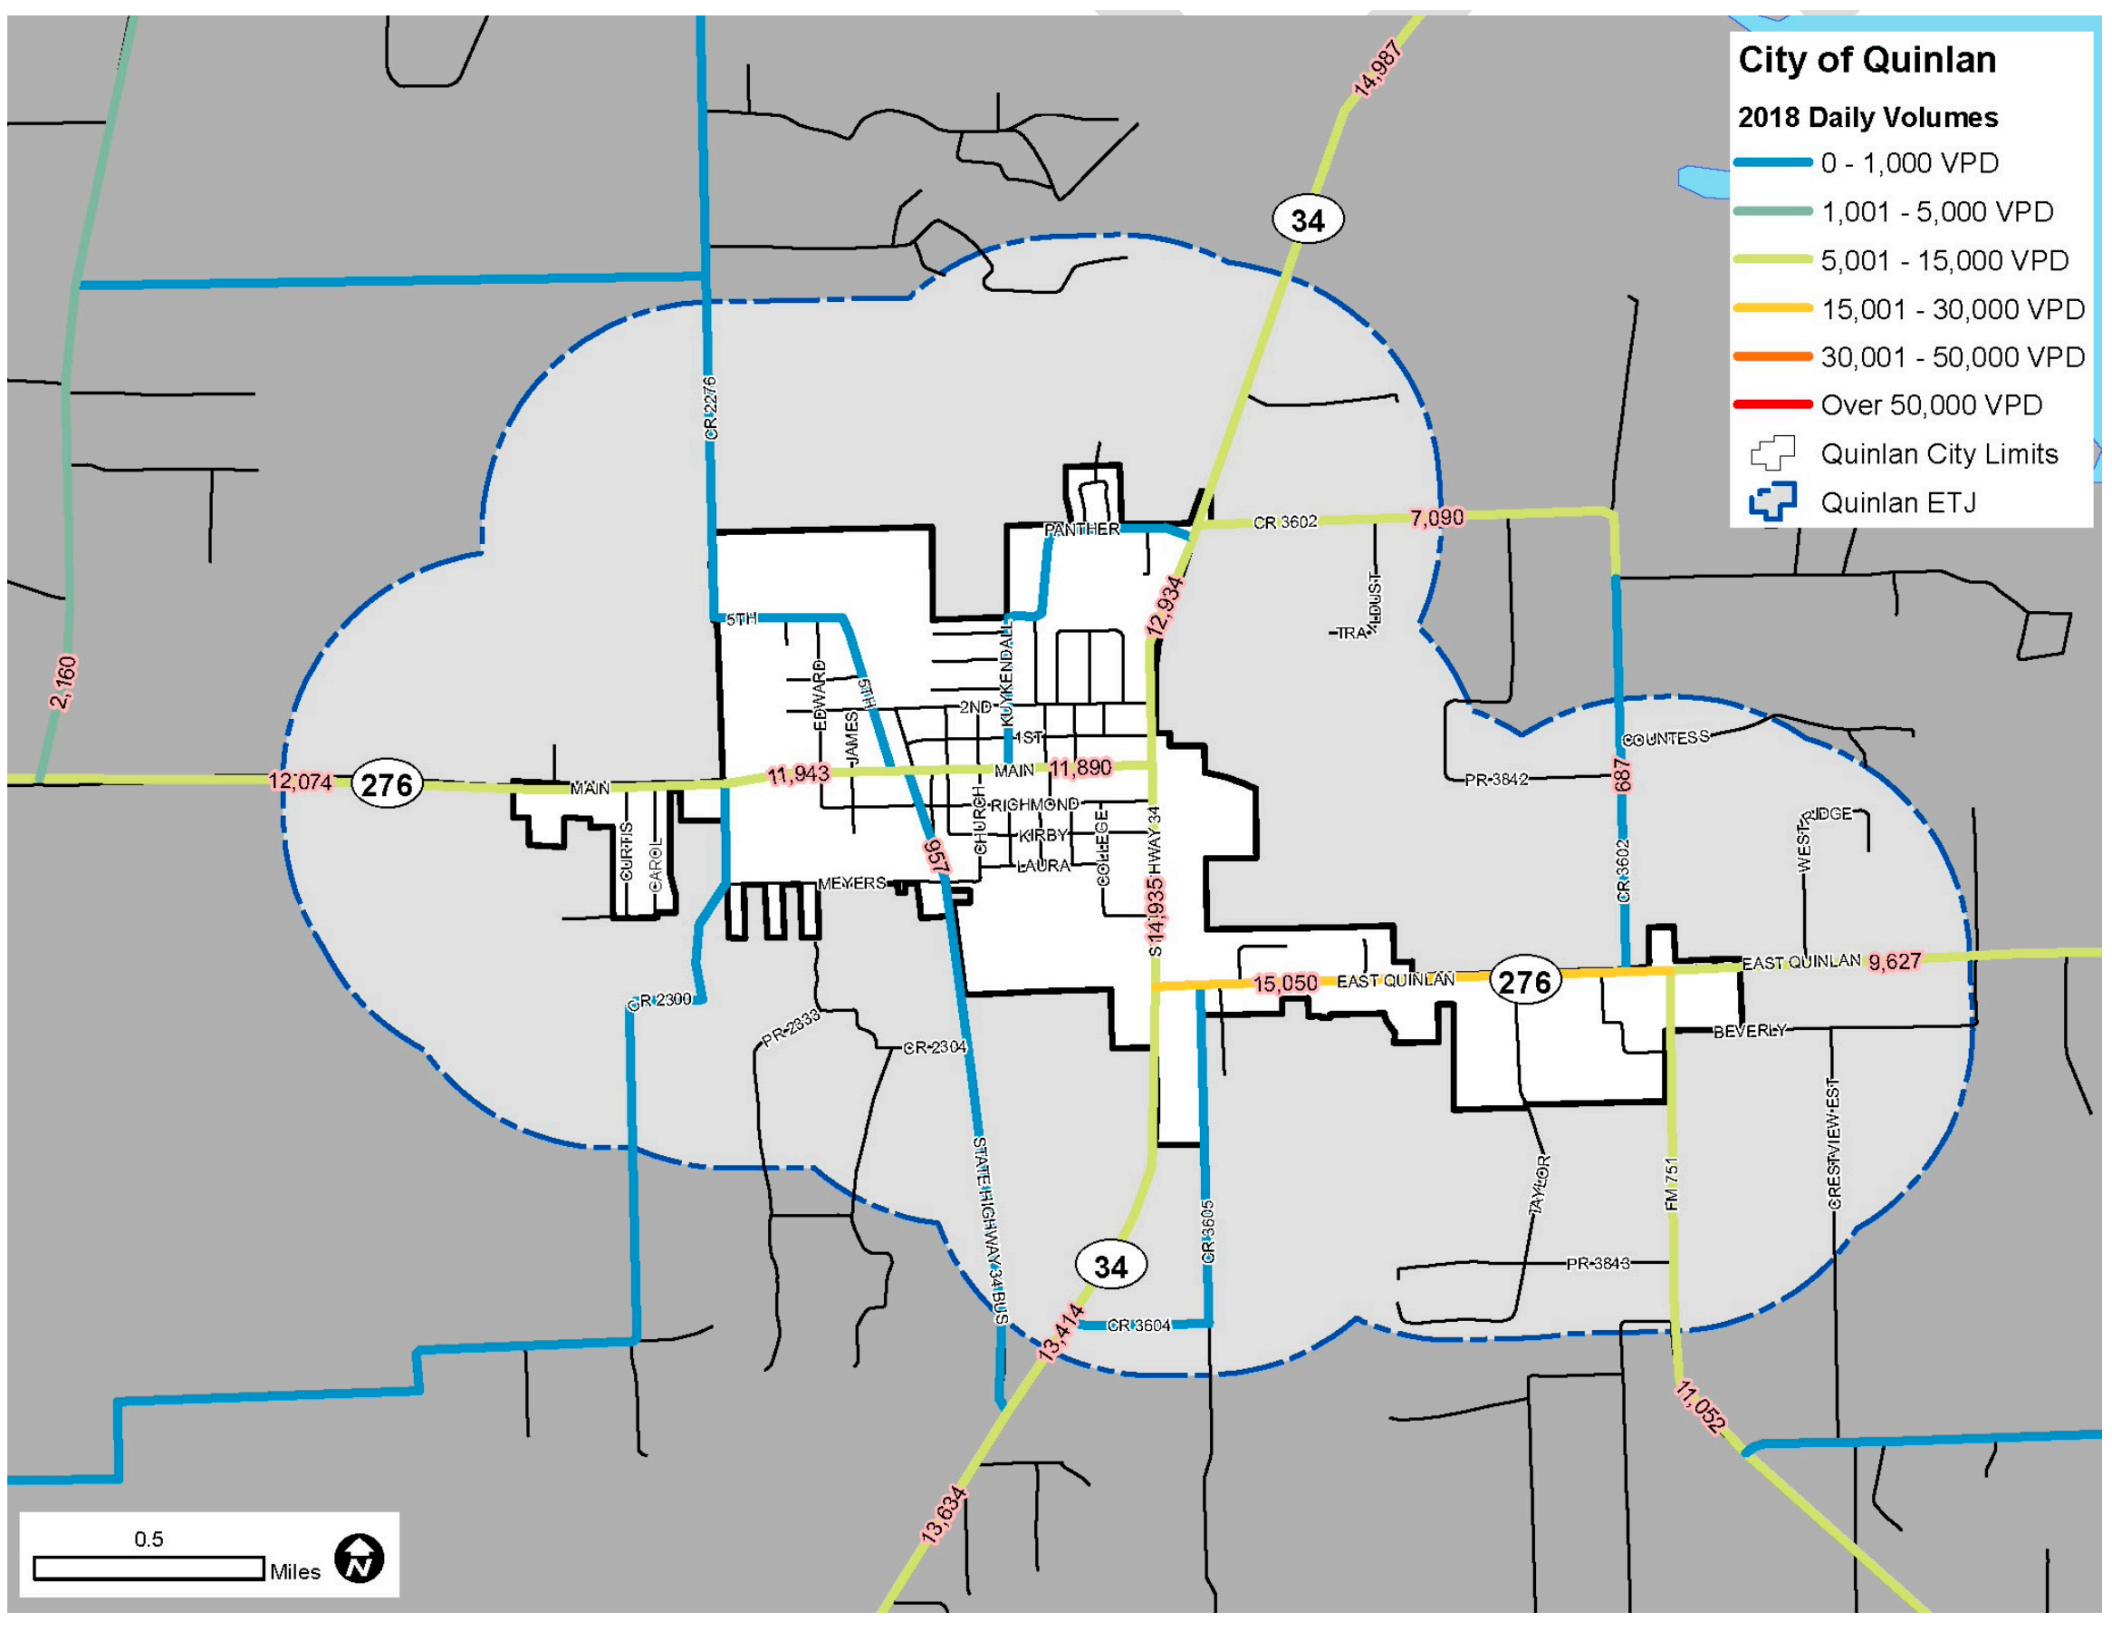 City of Quinlan
2018 Daily Volumes
0 - 1,000 VPD
1,001 - 5,000 VPD
5,001 - 15,000 VPD
15,001 - 30,000 VPD
30,001 - 50,000 VPD
Over 50,000 VPD
Quinlan City Limits
Quinlan ETJ
14,987
34
CR 2276
PANTHER
CR 3602
7,090
12,934
TRAILDUST
5TH
EDWARD
5TH
JAMES
KUYKENDALL
2ND
1ST
2,160
COUNTESS
12,074
276
MAIN
11,943
MAIN
11,890
687
PR 3842
CURTIS
CAROL
RICHMOND
CHURCH
KIRBY
COLLEGE
LAURA
S HWAY 34
14,935
957
MEYERS
CR 3602
WEST RIDGE
CR 2300
PR 2333
CR 2304
15,050
EAST QUINLAN
276
EAST QUINLAN
9,627
BEVERLY
STATE HIGHWAY 34 BUS
CR 3605
TAYLOR
FM 751
CRESTVIEW EST
34
PR 3843
13,414
CR 3604
11,052
13,634
0.5
Miles
N